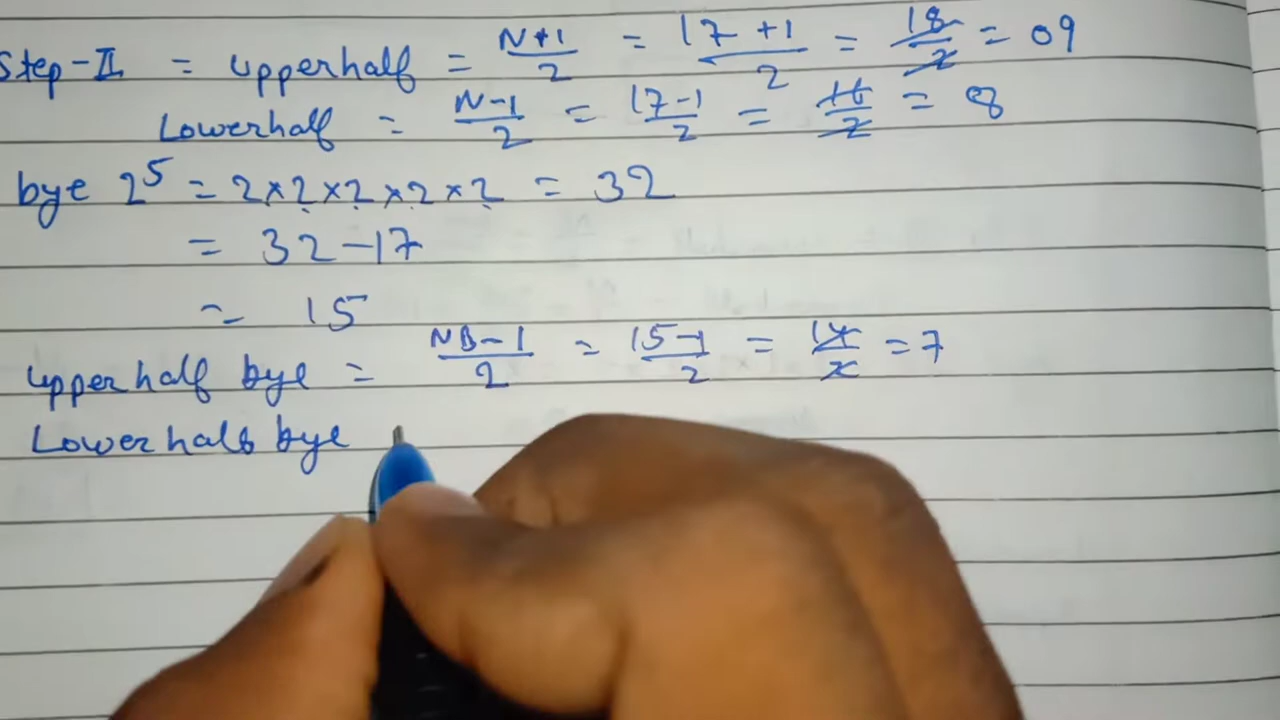 Step-II = Upperhalf = N+1/2 = 17+1/2 = 18/2 = 09
Lowerhalf = N-1/2 = 17-1/2 = 16/2 = 8
bye 2^5 = 2×2×2×2×2 = 32
= 32-17
= 15
Upperhalf bye = NB-1/2 = 15-1/2 = 14/2 = 7
Lowerhalf bye